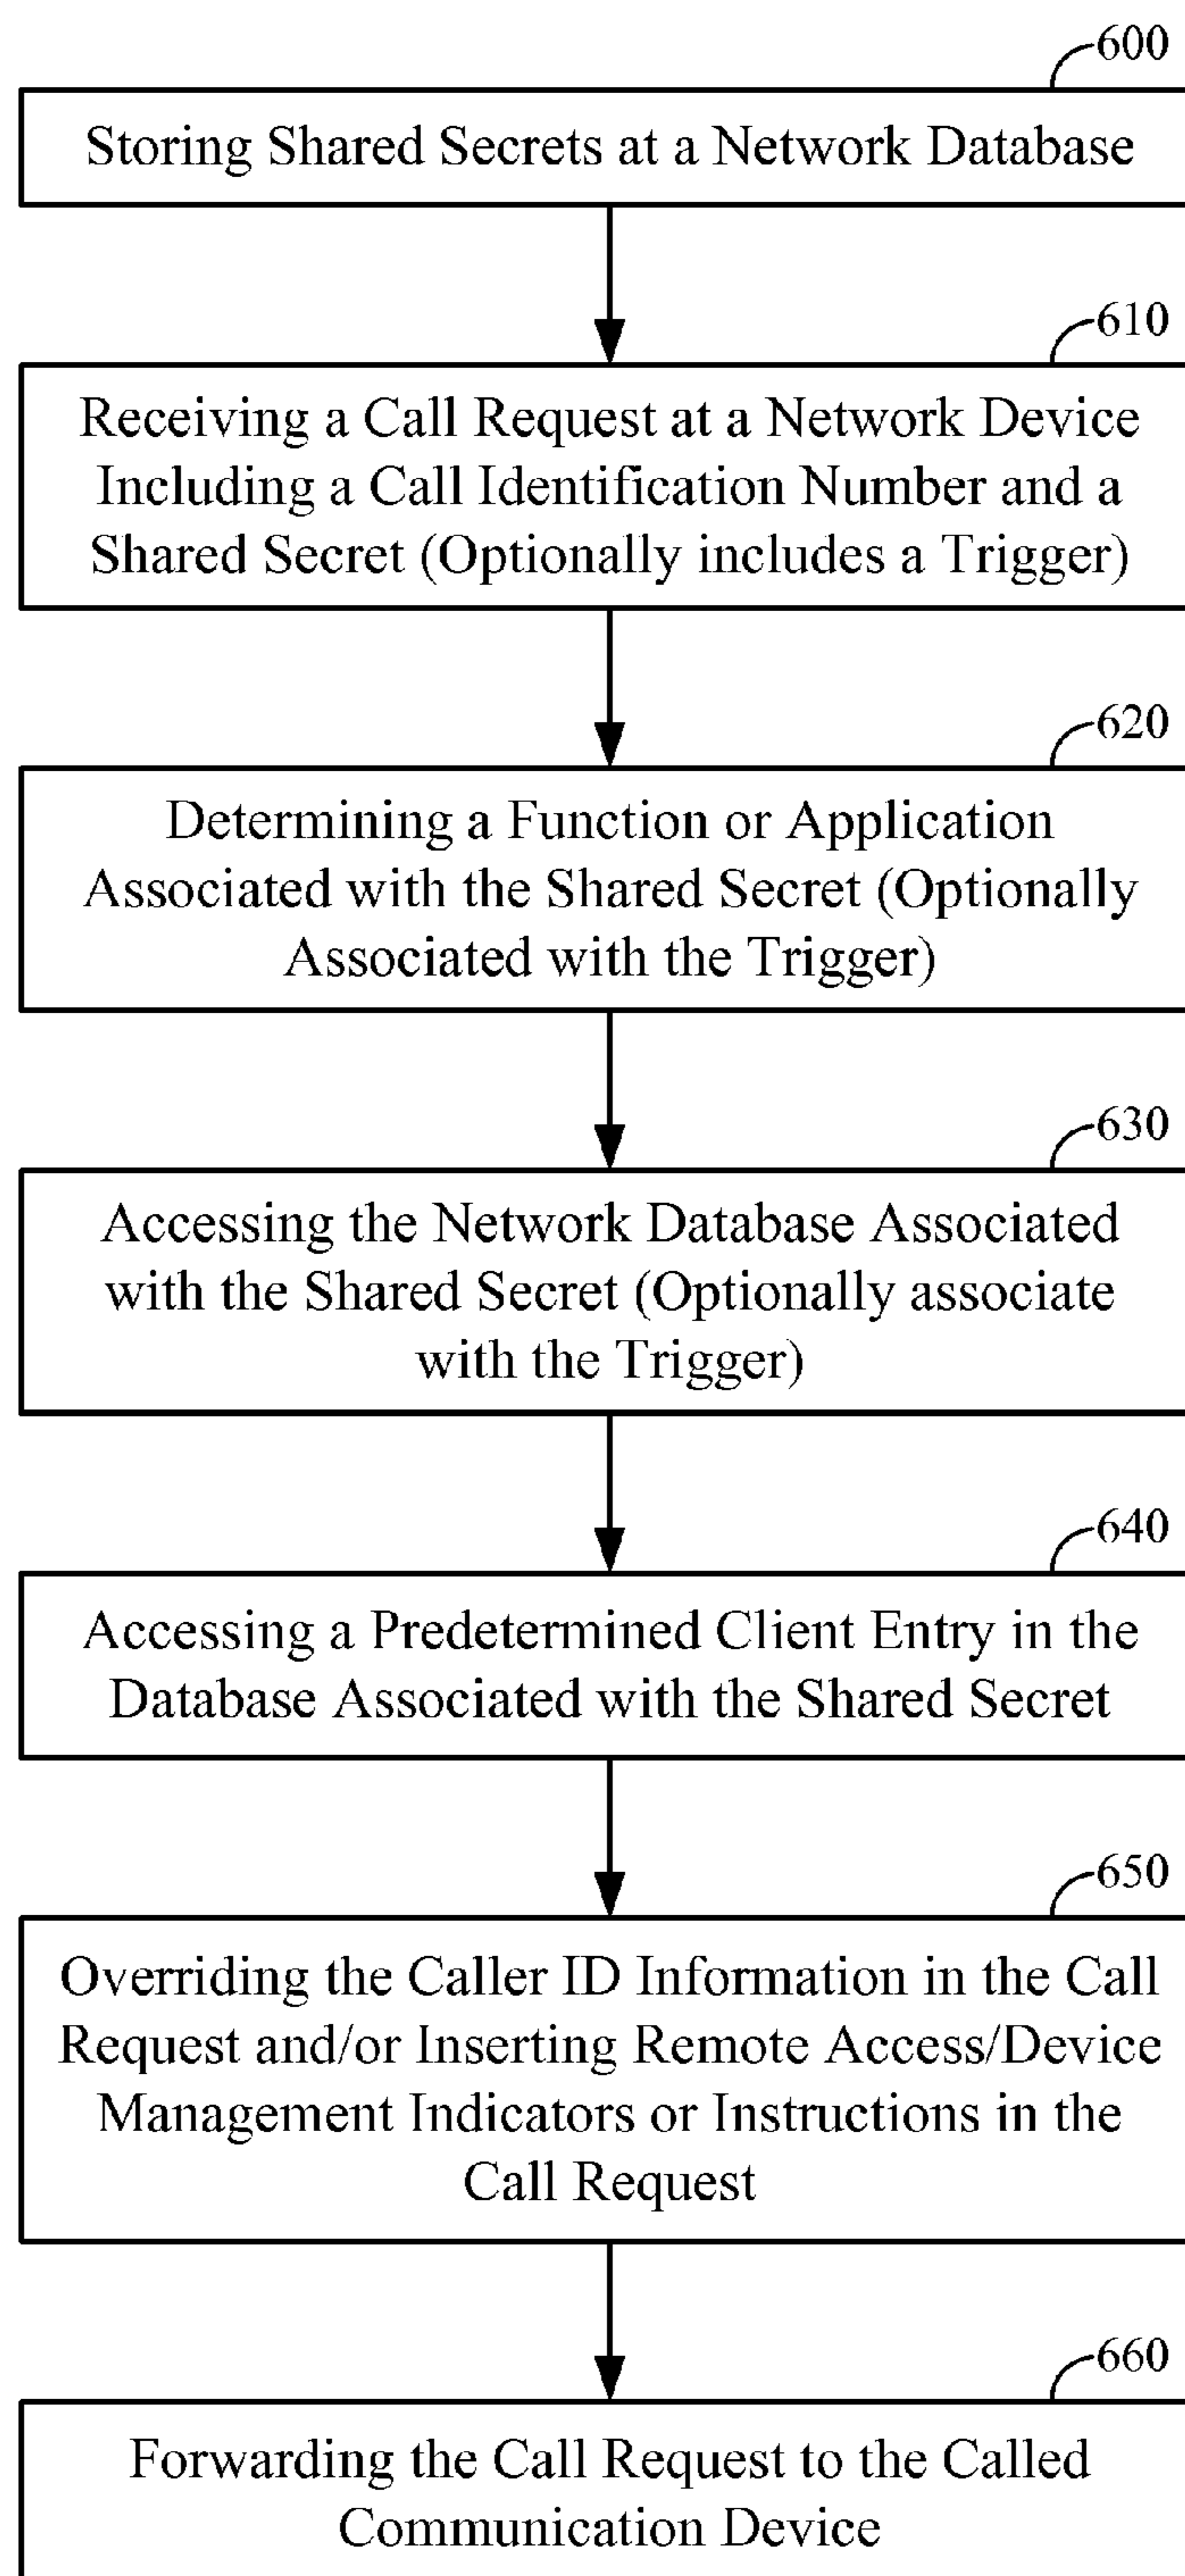 600
Storing Shared Secrets at a Network Database
610
Receiving a Call Request at a Network Device
Including a Call Identification Number and a
Shared Secret (Optionally includes a Trigger)
620
Determining a Function or Application
Associated with the Shared Secret (Optionally
Associated with the Trigger)
630
Accessing the Network Database Associated
with the Shared Secret (Optionally associate
with the Trigger)
640
Accessing a Predetermined Client Entry in the
Database Associated with the Shared Secret
650
Overriding the Caller ID Information in the Call
Request and/or Inserting Remote Access/Device
Management Indicators or Instructions in the
Call Request
660
Forwarding the Call Request to the Called
Communication Device